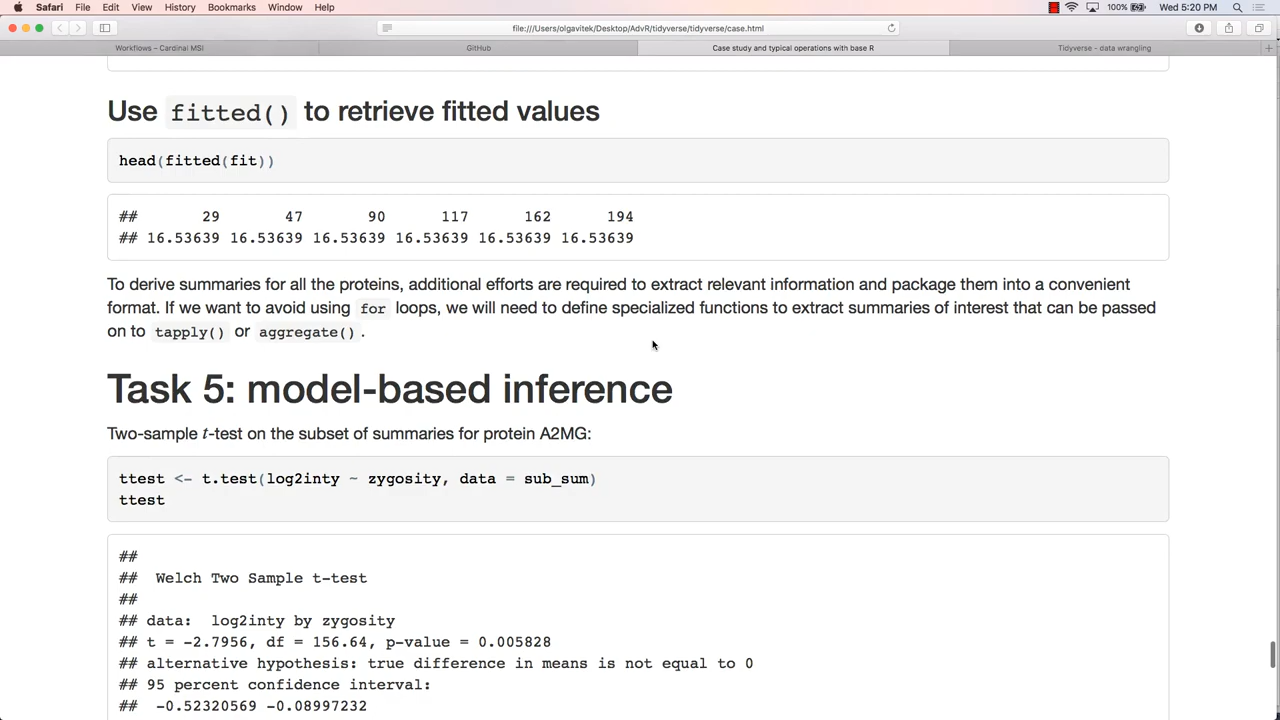 Safari File Edit View History Bookmarks Window Help 100% Wed 5:20 PM
file:///Users/olgavitek/Desktop/AdvR/tidyverse/tidyverse/case.html
Workflows – Cardinal MSI GitHub Case study and typical operations with base R Tidyverse - data wrangling
Use fitted() to retrieve fitted values
head(fitted(fit))
## 29 47 90 117 162 194
## 16.53639 16.53639 16.53639 16.53639 16.53639 16.53639
To derive summaries for all the proteins, additional efforts are required to extract relevant information and package them into a convenient
format. If we want to avoid using for loops, we will need to define specialized functions to extract summaries of interest that can be passed
on to tapply() or aggregate().
Task 5: model-based inference
Two-sample t-test on the subset of summaries for protein A2MG:
ttest <- t.test(log2inty ~ zygosity, data = sub_sum)
ttest
##
## Welch Two Sample t-test
##
## data: log2inty by zygosity
## t = -2.7956, df = 156.64, p-value = 0.005828
## alternative hypothesis: true difference in means is not equal to 0
## 95 percent confidence interval:
## -0.52320569 -0.08997232